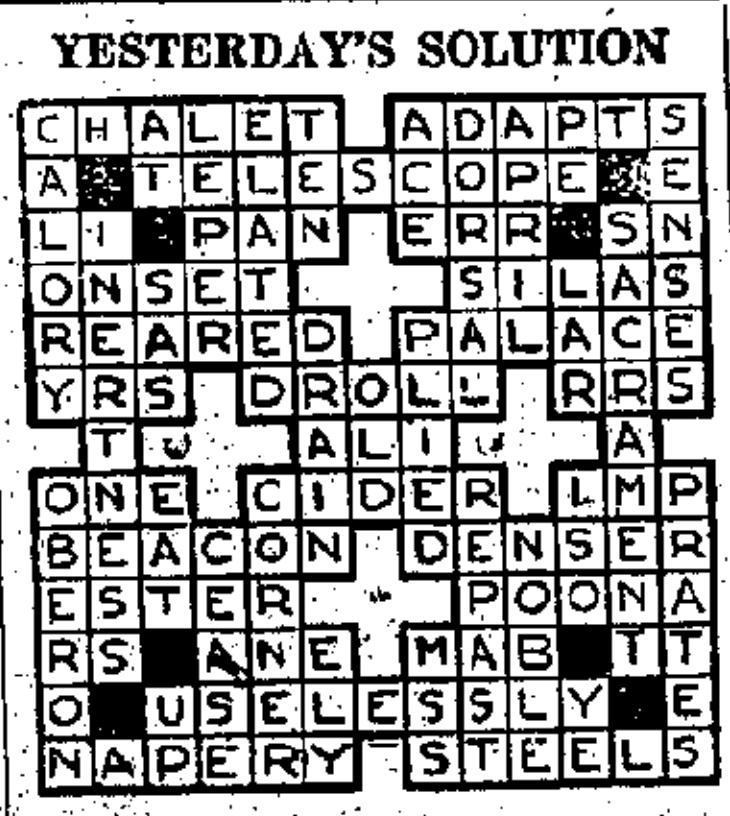 YESTERDAY'S SOLUTION
CHALET ADAPTS
A TELESCOPE E
LI PAN ERR SN
ONSET SILAS
REARED PALACE
YRS DROLL RRS
T ALI A
ONE CIDER LMP
BEACON DENSER
ESTER POONA
RS ANE MAB TT
O USELESSLY E
NAPERY STEELS